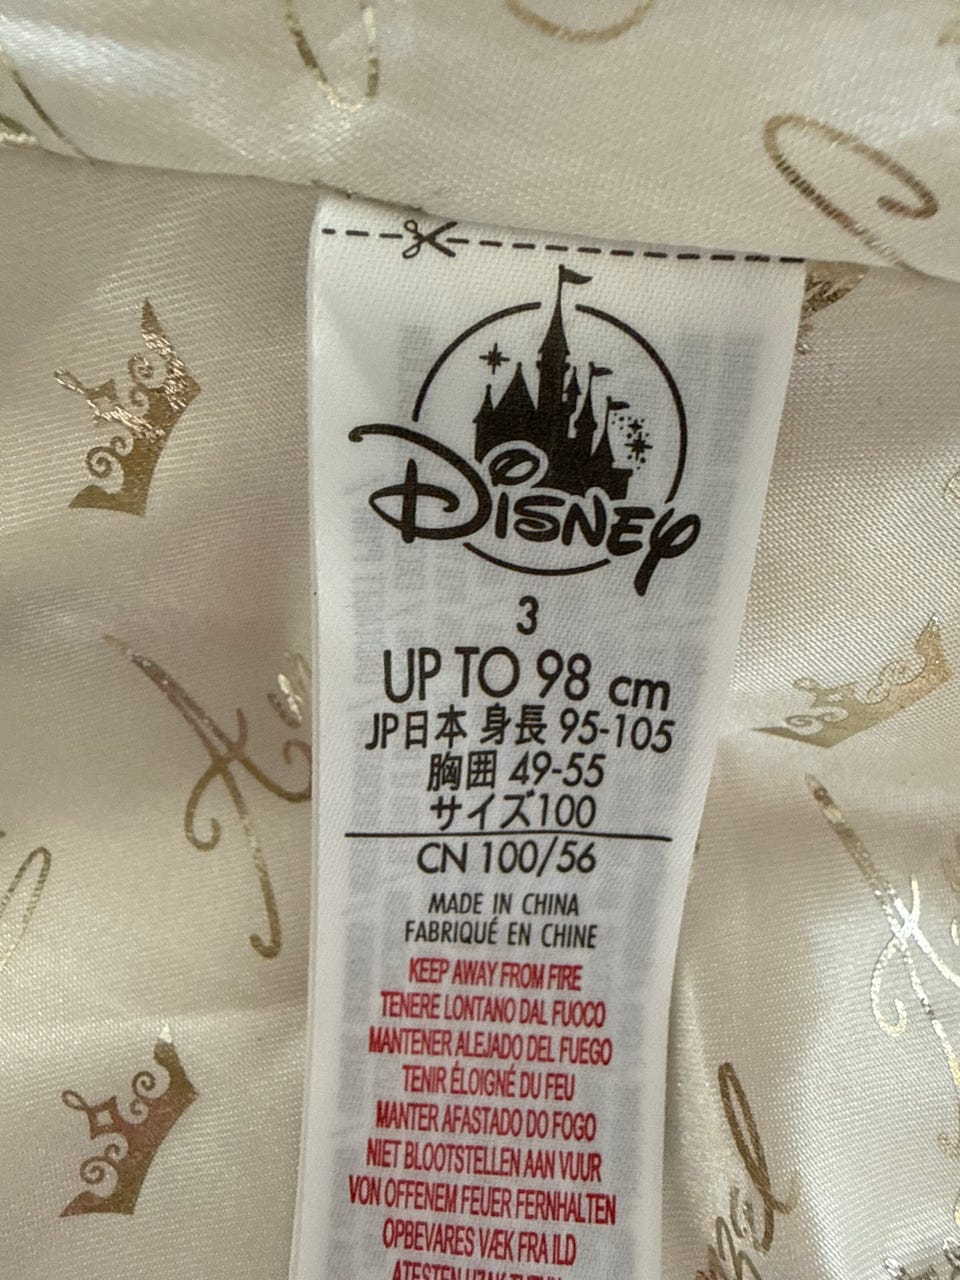 Disney
3
UP TO 98 cm
JP日本 身長 95-105
胸囲 49-55
サイズ100
CN 100/56
MADE IN CHINA
FABRIQUÉ EN CHINE
KEEP AWAY FROM FIRE
TENERE LONTANO DAL FUOCO
MANTENER ALEJADO DEL FUEGO
TENIR ÉLOIGNÉ DU FEU
MANTER AFASTADO DO FOGO
NIET BLOOTSTELLEN AAN VUUR
VON OFFENEM FEUER FERNHALTEN
OPBEVARES VÆK FRA ILD
ATESTEN UZAK TUTUN